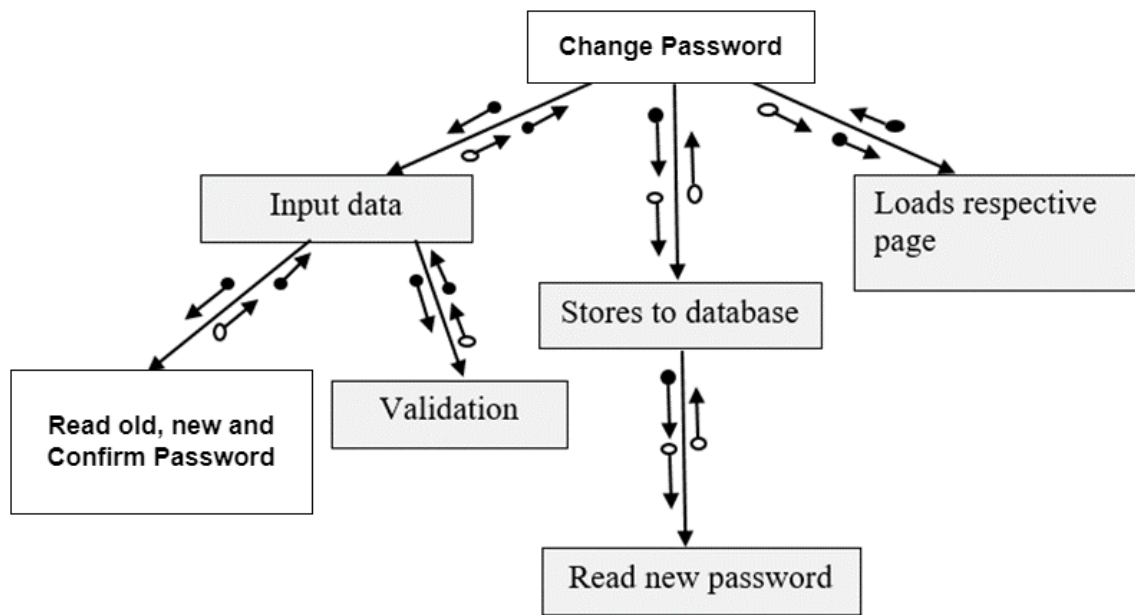 Change Password
Input data
Loads respective
page
Stores to database
Read old, new and
Confirm Password
Validation
Read new password